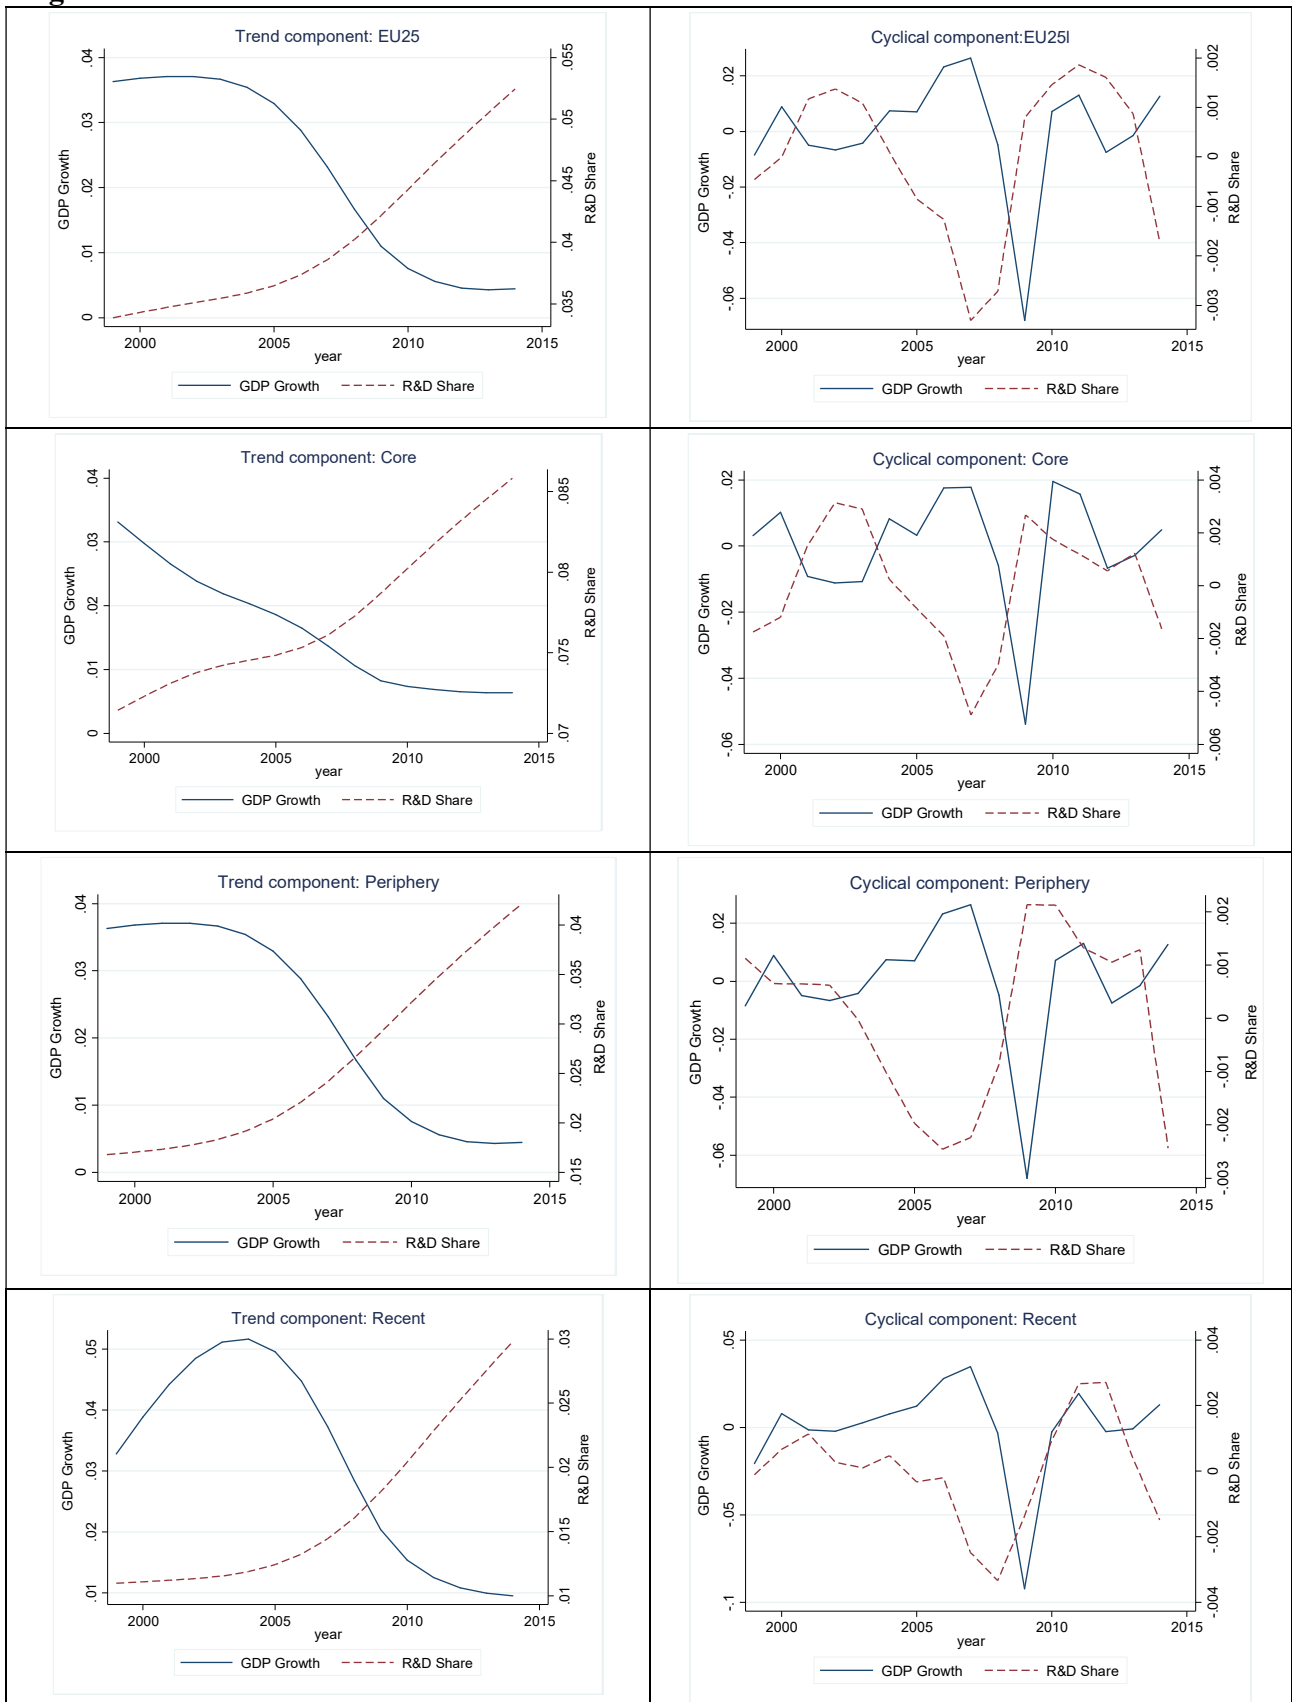 g
Trend component: EU25
.04
.03
.02
.01
0
GDP Growth
.055
.05
.045
.04
.035
R&D Share
2000 2005 2010 2015
year
GDP Growth R&D Share
Cyclical component:EU25l
.02
0
-.02
-.04
-.06
GDP Growth
.002
.001
0
-.001
-.002
-.003
R&D Share
2000 2005 2010 2015
year
GDP Growth R&D Share
Trend component: Core
.04
.03
.02
.01
0
GDP Growth
.085
.08
.075
.07
R&D Share
2000 2005 2010 2015
year
GDP Growth R&D Share
Cyclical component: Core
.02
0
-.02
-.04
-.06
GDP Growth
.004
.002
0
-.002
-.004
-.006
R&D Share
2000 2005 2010 2015
year
GDP Growth R&D Share
Trend component: Periphery
.04
.03
.02
.01
0
GDP Growth
.04
.035
.03
.025
.02
.015
R&D Share
2000 2005 2010 2015
year
GDP Growth R&D Share
Cyclical component: Periphery
.02
0
-.02
-.04
-.06
GDP Growth
.002
.001
0
-.001
-.002
-.003
R&D Share
2000 2005 2010 2015
year
GDP Growth R&D Share
Trend component: Recent
.05
.04
.03
.02
.01
GDP Growth
.03
.025
.02
.015
.01
R&D Share
2000 2005 2010 2015
year
GDP Growth R&D Share
Cyclical component: Recent
.05
0
-.05
-.1
GDP Growth
.004
.002
0
-.002
-.004
R&D Share
2000 2005 2010 2015
year
GDP Growth R&D Share